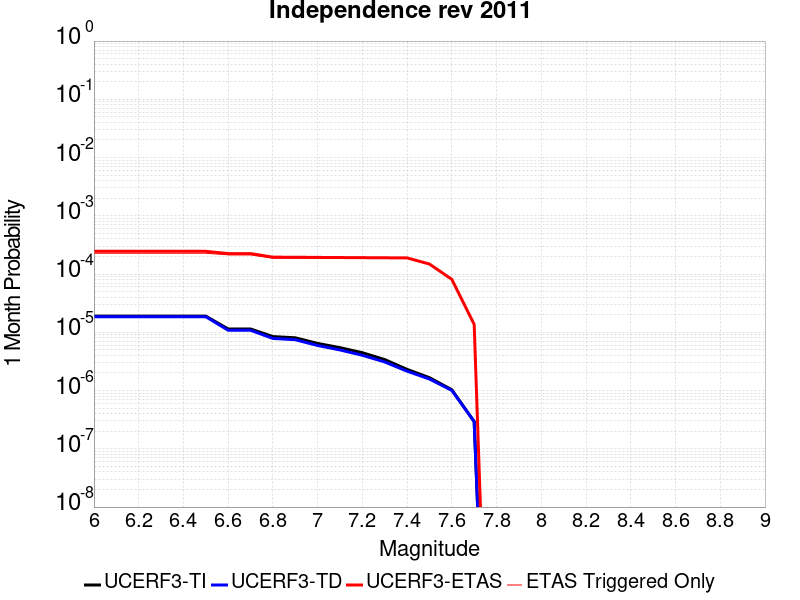 Independence rev 2011
10^0
10^-1
10^-2
10^-3
10^-4
10^-5
10^-6
10^-7
10^-8
1 Month Probability
6 6.2 6.4 6.6 6.8 7 7.2 7.4 7.6 7.8 8 8.2 8.4 8.6 8.8 9
Magnitude
UCERF3-TI UCERF3-TD UCERF3-ETAS ETAS Triggered Only